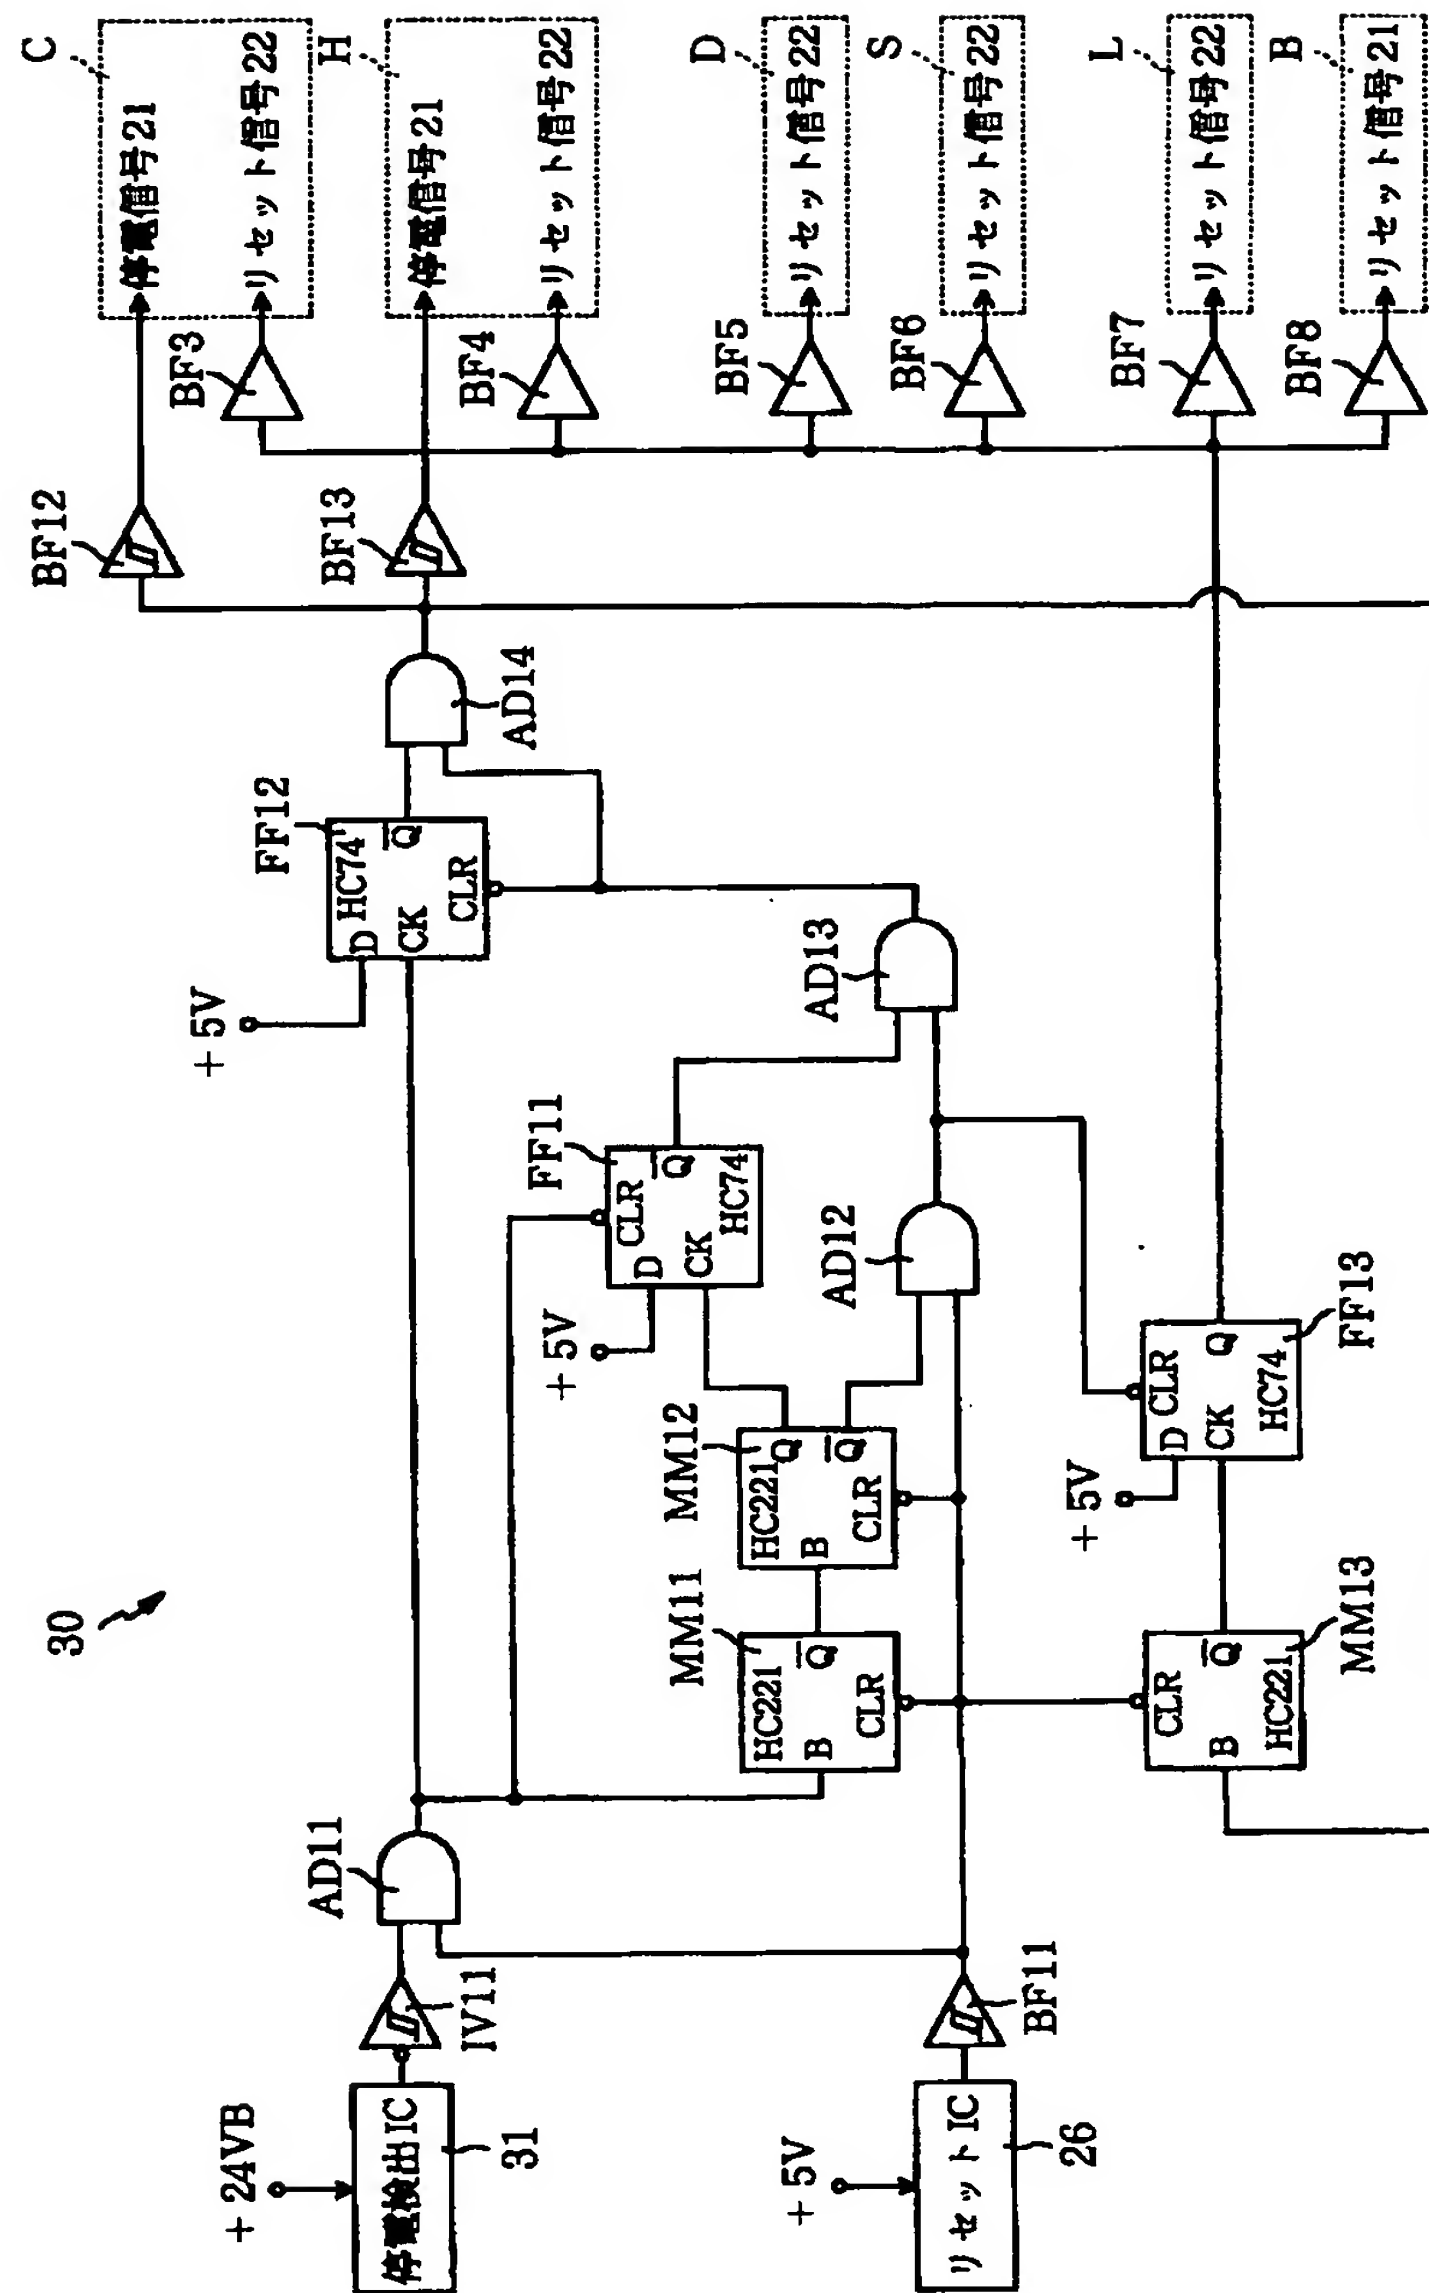 30
+24VB
停電検出IC
31
IV11
AD11
+5V
リセットIC
26
BF11
MM11
HC221
B
Q
CLR
MM12
HC221
B
Q
Q
CLR
MM13
CLR
B
Q
HC221
+5V
FF11
CLR
D
Q
CK
HC74
AD12
AD13
+5V
FF12
HC74
D
Q
CK
CLR
AD14
+5V
CLR
D
Q
CK
HC74
FF13
BF12
BF13
BF3
BF4
BF5
BF6
BF7
BF8
C
停電信号21
リセット信号22
H
停電信号21
リセット信号22
D
リセット信号22
S
リセット信号22
L
リセット信号22
B
リセット信号21